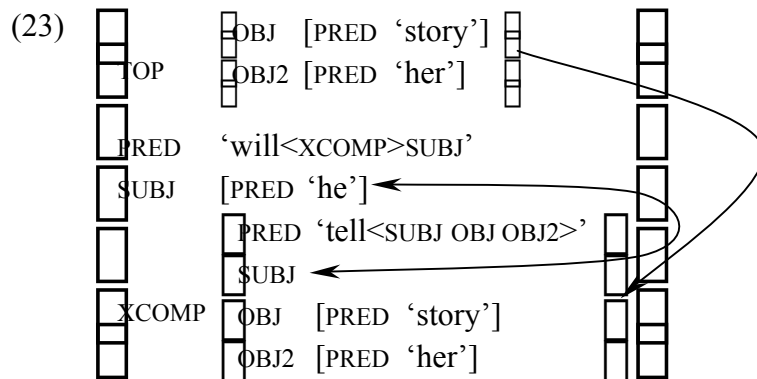 (23)
OBJ [PRED ‘story’]
TOP OBJ2 [PRED ‘her’]
PRED ‘will<XCOMP>SUBJ’
SUBJ [PRED ‘he’]
PRED ‘tell<SUBJ OBJ OBJ2>’
SUBJ
XCOMP OBJ [PRED ‘story’]
OBJ2 [PRED ‘her’]